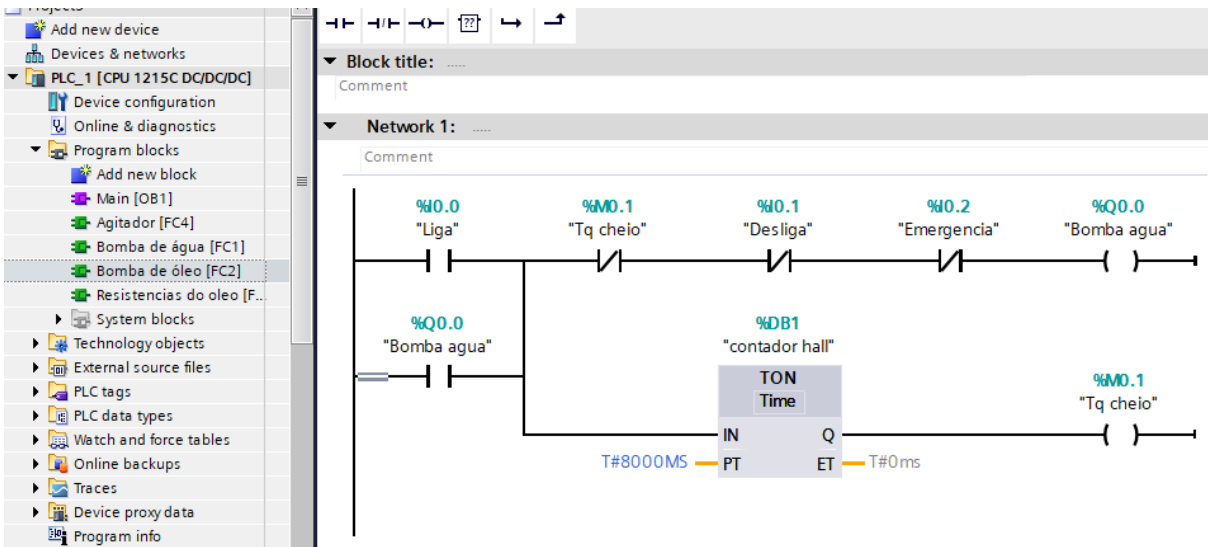 Projects
Add new device
Devices & networks
PLC_1 [CPU 1215C DC/DC/DC]
Device configuration
Online & diagnostics
Program blocks
Add new block
Main [OB1]
Agitador [FC4]
Bomba de água [FC1]
Bomba de óleo [FC2]
Resistencias do oleo [F...
System blocks
Technology objects
External source files
PLC tags
PLC data types
Watch and force tables
Online backups
Traces
Device proxy data
Program info
??
Block title: .....
Comment
Network 1: .....
Comment
%I0.0 %M0.1 %I0.1 %I0.2 %Q0.0
"Liga" "Tq cheio" "Desliga" "Emergencia" "Bomba agua"
%Q0.0 %DB1
"Bomba agua" "contador hall"
TON
Time %M0.1
"Tq cheio"
IN Q
T#8000MS PT ET T#0ms